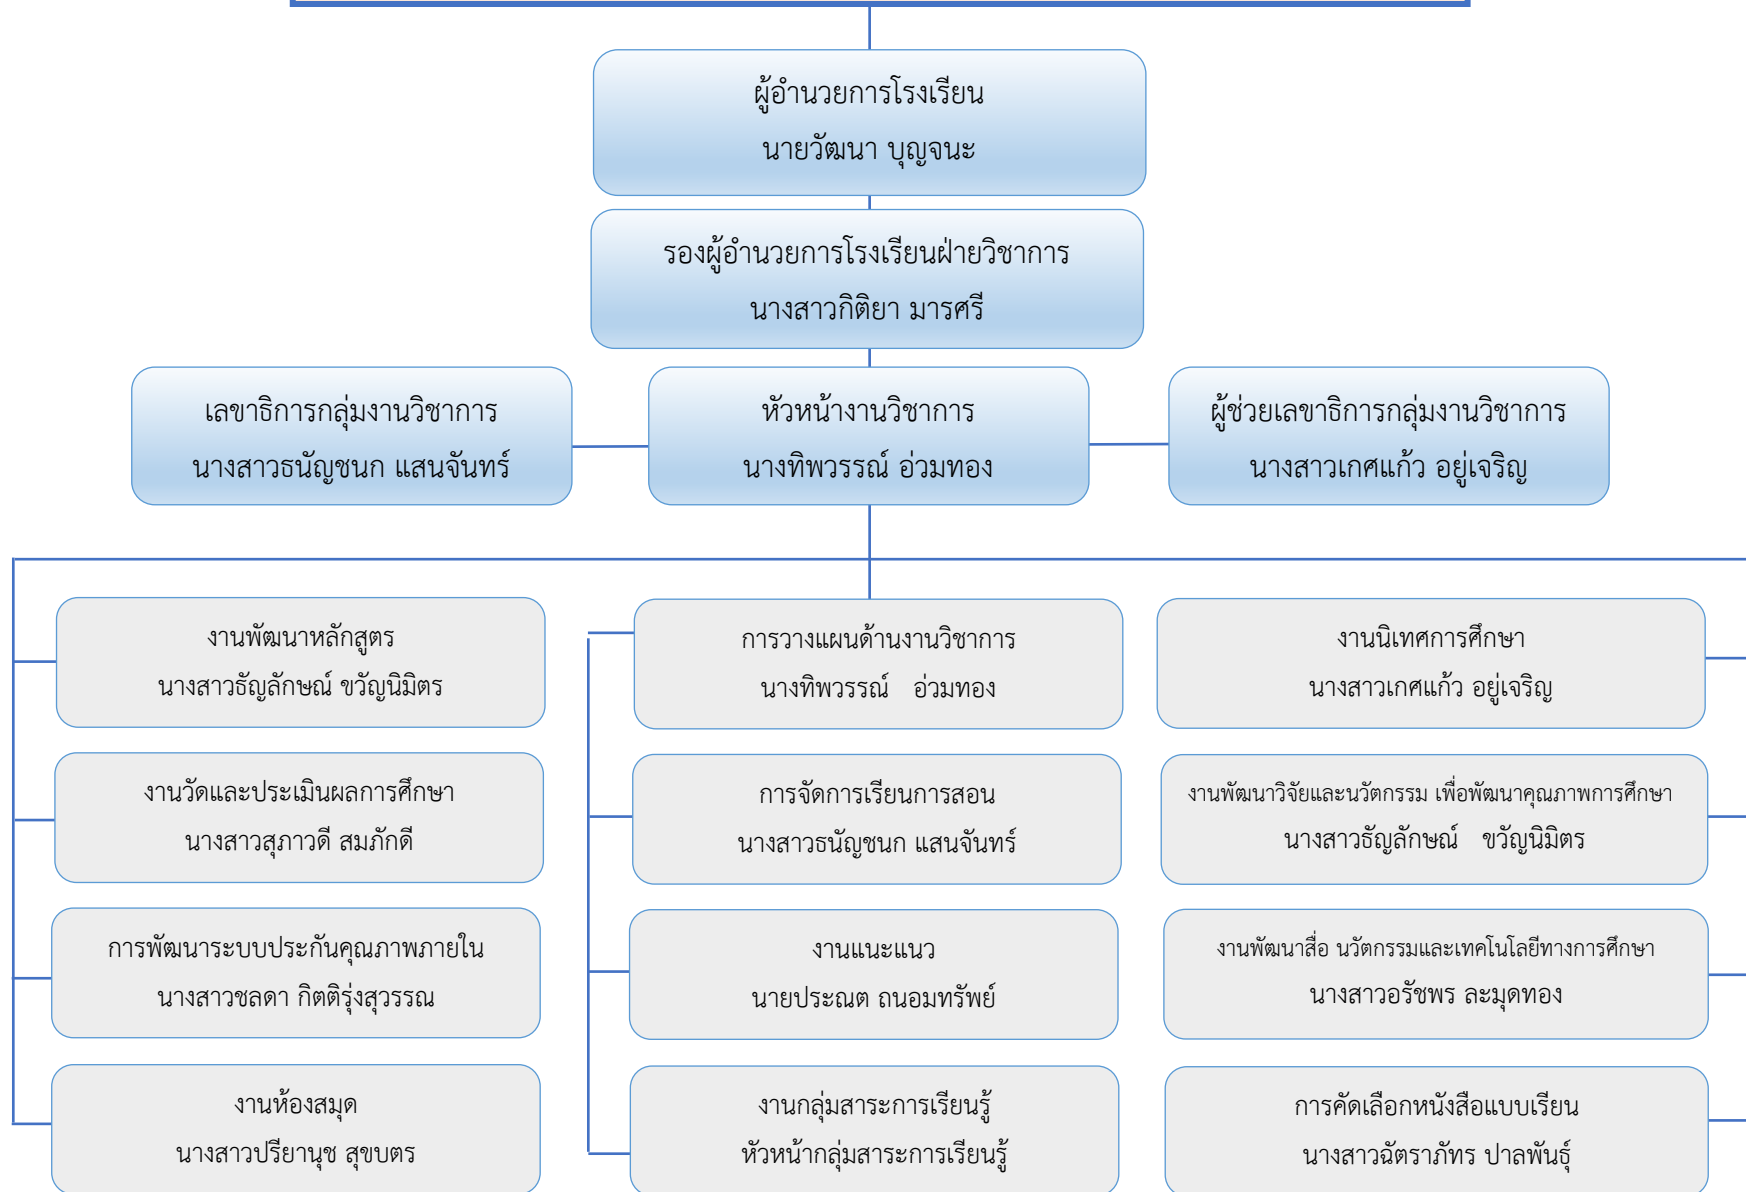 ผู้อำนวยการโรงเรียน
นายวัฒนา บุญจนะ
รองผู้อำนวยการโรงเรียนฝ่ายวิชาการ
นางสาวกิติยา มารศรี
เลขาธิการกลุ่มงานวิชาการ
นางสาวธนัญชนก แสนจันทร์
หัวหน้างานวิชาการ
นางทิพวรรณ์ อ่วมทอง
ผู้ช่วยเลขาธิการกลุ่มงานวิชาการ
นางสาวเกศแก้ว อยู่เจริญ
งานพัฒนาหลักสูตร
นางสาวธัญลักษณ์ ขวัญนิมิตร
การวางแผนด้านงานวิชาการ
นางทิพวรรณ์ อ่วมทอง
งานนิเทศการศึกษา
นางสาวเกศแก้ว อยู่เจริญ
งานวัดและประเมินผลการศึกษา
นางสาวสุภาวดี สมภักดี
การจัดการเรียนการสอน
นางสาวธนัญชนก แสนจันทร์
งานพัฒนาวิจัยและนวัตกรรม เพื่อพัฒนาคุณภาพการศึกษา
นางสาวธัญลักษณ์ ขวัญนิมิตร
การพัฒนาระบบประกันคุณภาพภายใน
นางสาวชลดา กิตติรุ่งสุวรรณ
งานแนะแนว
นายประณต ถนอมทรัพย์
งานพัฒนาสื่อ นวัตกรรมและเทคโนโลยีทางการศึกษา
นางสาวอรัชพร ละมุดทอง
งานห้องสมุด
นางสาวปรียานุช สุขบตร
งานกลุ่มสาระการเรียนรู้
หัวหน้ากลุ่มสาระการเรียนรู้
การคัดเลือกหนังสือแบบเรียน
นางสาวฉัตราภัทร ปาลพันธุ์